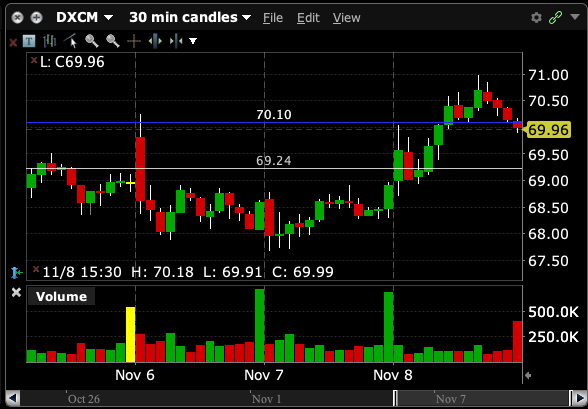 DXCM 30 min candles File Edit View
T
L: C69.96
71.00
70.50
70.10
69.96
69.50
69.24
69.00
68.50
68.00
67.50
11/8 15:30 H: 70.18 L: 69.91 C: 69.99
Volume
500.0K
250.0K
Nov 6 Nov 7 Nov 8
Oct 26 Nov 1 Nov 7